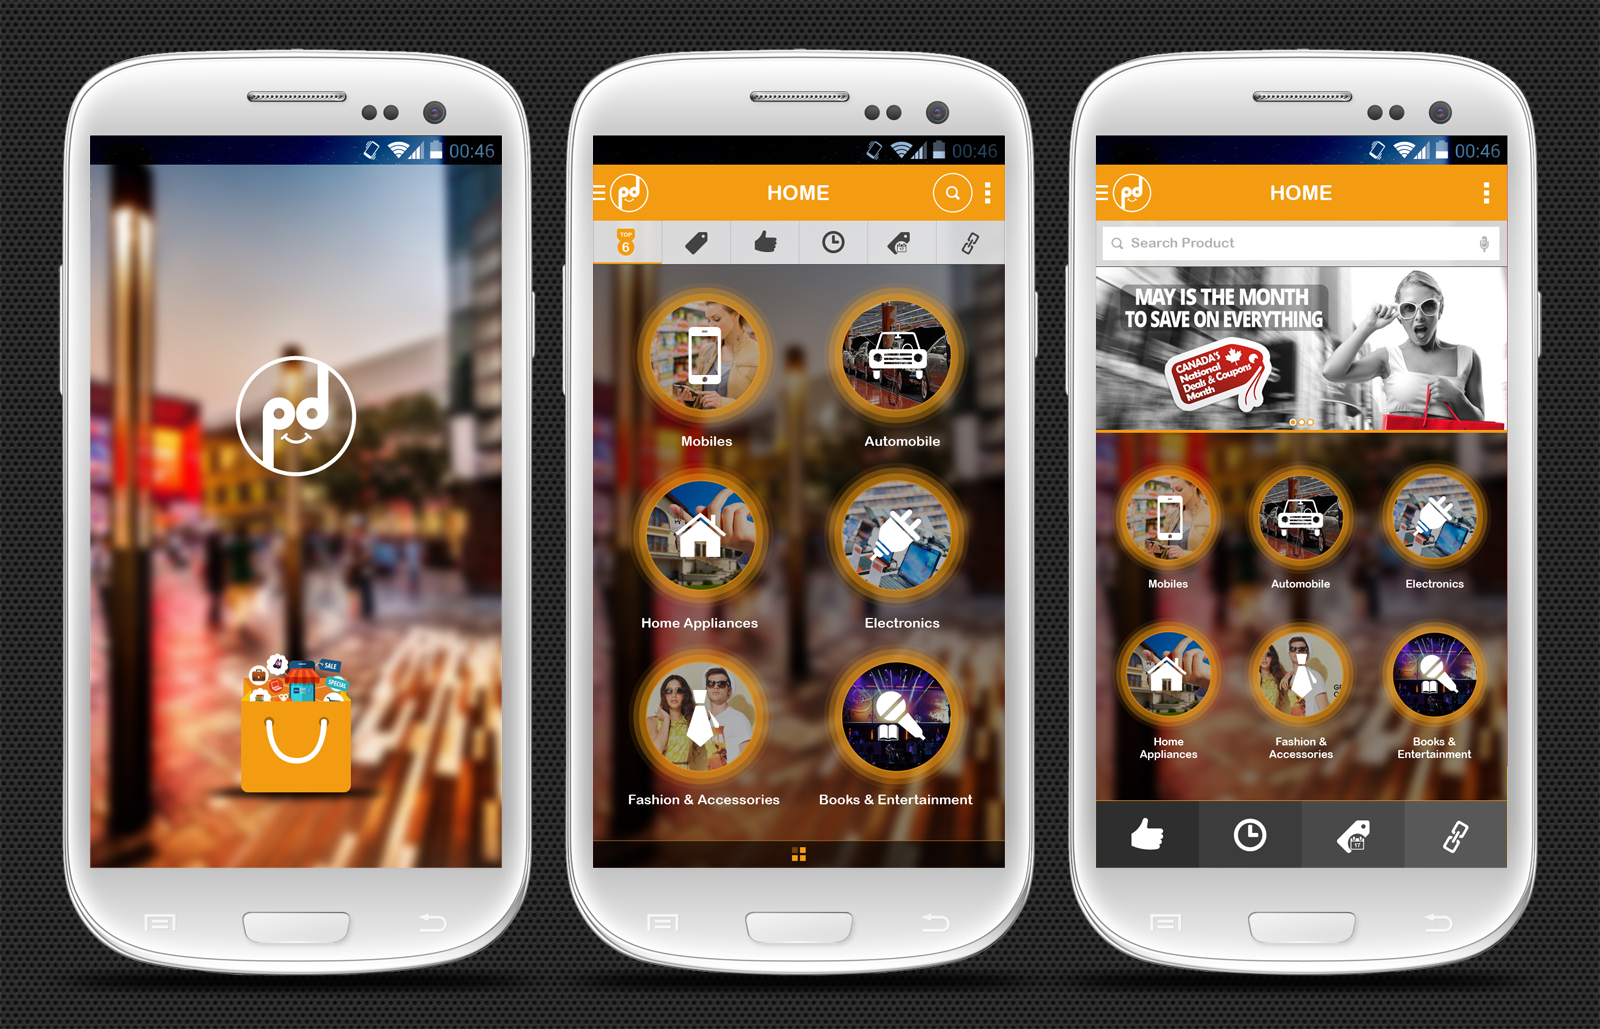 00:46
pd
SALE
SPECIAL
00:46
pd
HOME
TOP
6
Mobiles
Automobile
Home Appliances
Electronics
Fashion & Accessories
Books & Entertainment
00:46
pd
HOME
Search Product
MAY IS THE MONTH
TO SAVE ON EVERYTHING
CANADA'S
National
Deals & Coupons
Month
Mobiles
Automobile
Electronics
Home
Appliances
Fashion &
Accessories
Books &
Entertainment
17